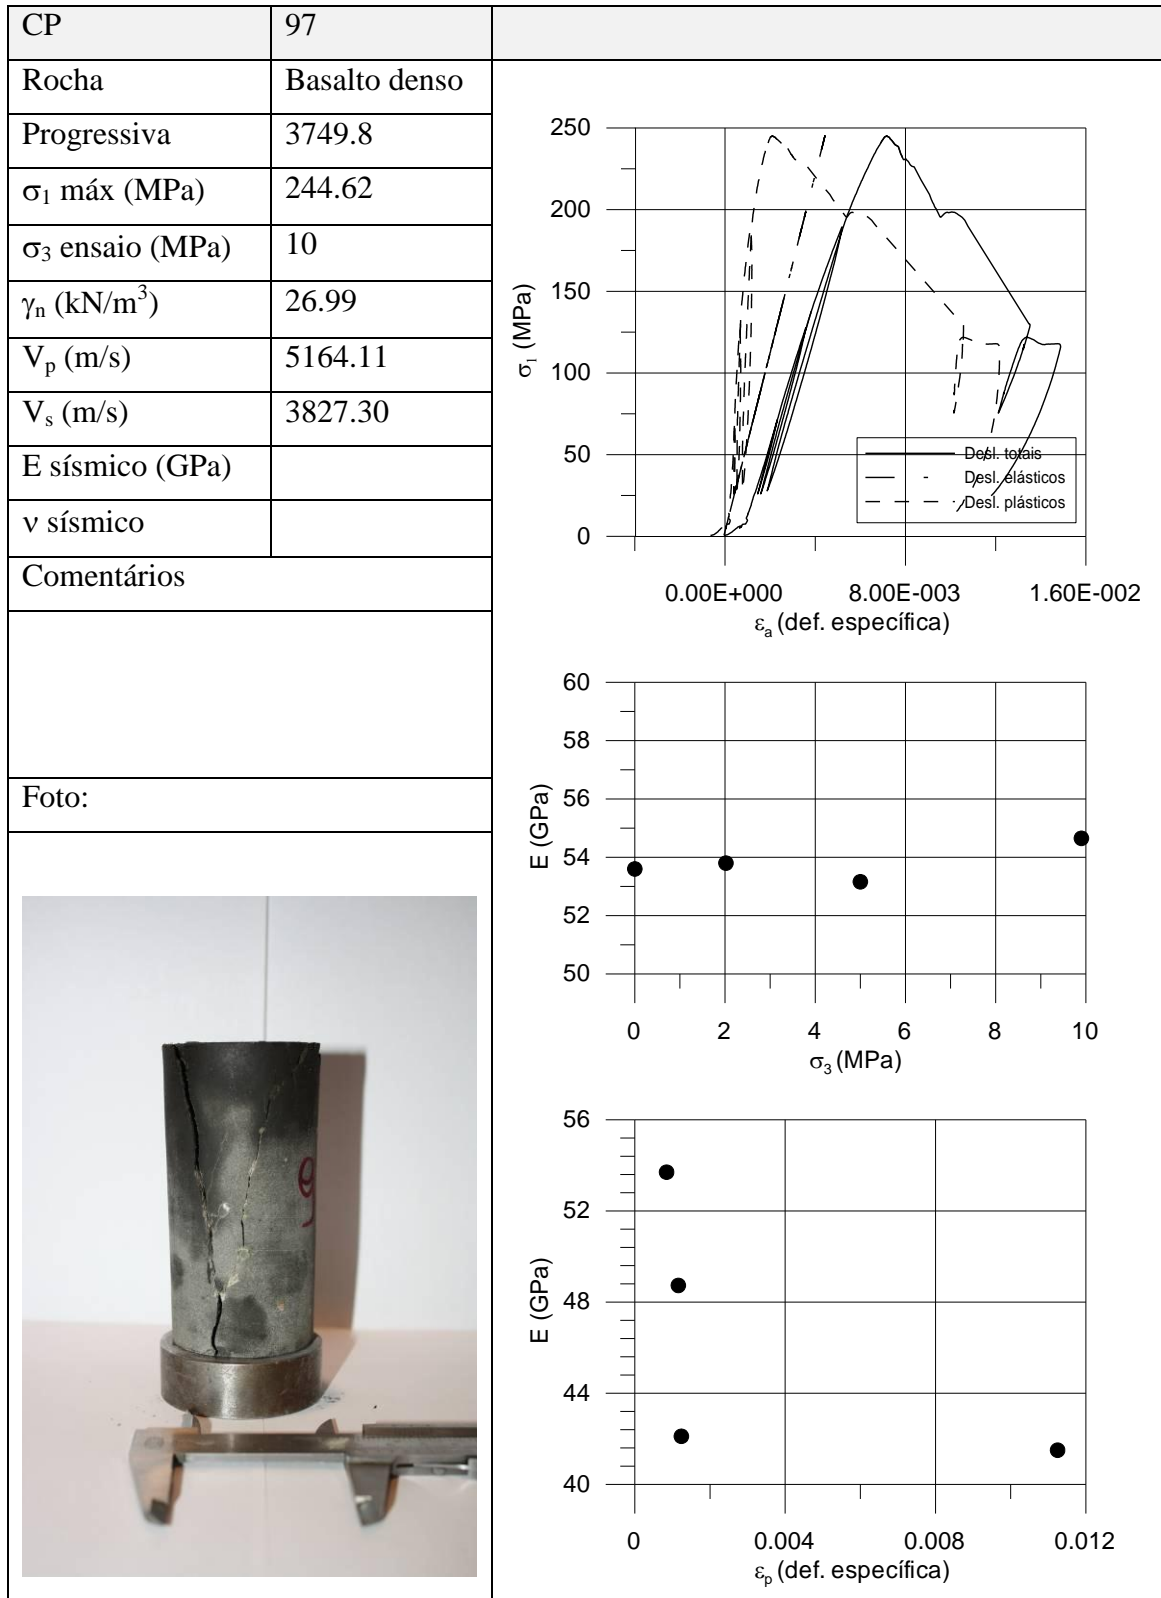 CP 97
Rocha Basalto denso
Progressiva 3749.8
σ₁ máx (MPa) 244.62
σ₃ ensaio (MPa) 10
γₙ (kN/m³) 26.99
Vₚ (m/s) 5164.11
Vₛ (m/s) 3827.30
E sísmico (GPa)
ν sísmico
Comentários
Foto:
250
200
150
100
50
0
σ₁ (MPa)
Desl. totais
Desl. elásticos
Desl. plásticos
0.00E+000 8.00E-003 1.60E-002
εₐ (def. específica)
60
58
56
54
52
50
E (GPa)
0 2 4 6 8 10
σ₃ (MPa)
56
52
48
44
40
E (GPa)
0 0.004 0.008 0.012
εₚ (def. específica)